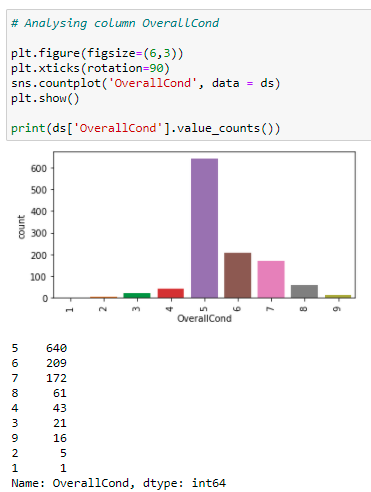 # Analysing column OverallCond
plt.figure(figsize=(6,3))
plt.xticks(rotation=90)
sns.countplot('OverallCond', data = ds)
plt.show()
print(ds['OverallCond'].value_counts())
600
500
400
300
200
100
0
count
1 2 3 4 5 6 7 8 9
OverallCond
5 640
6 209
7 172
8 61
4 43
3 21
9 16
2 5
1 1
Name: OverallCond, dtype: int64